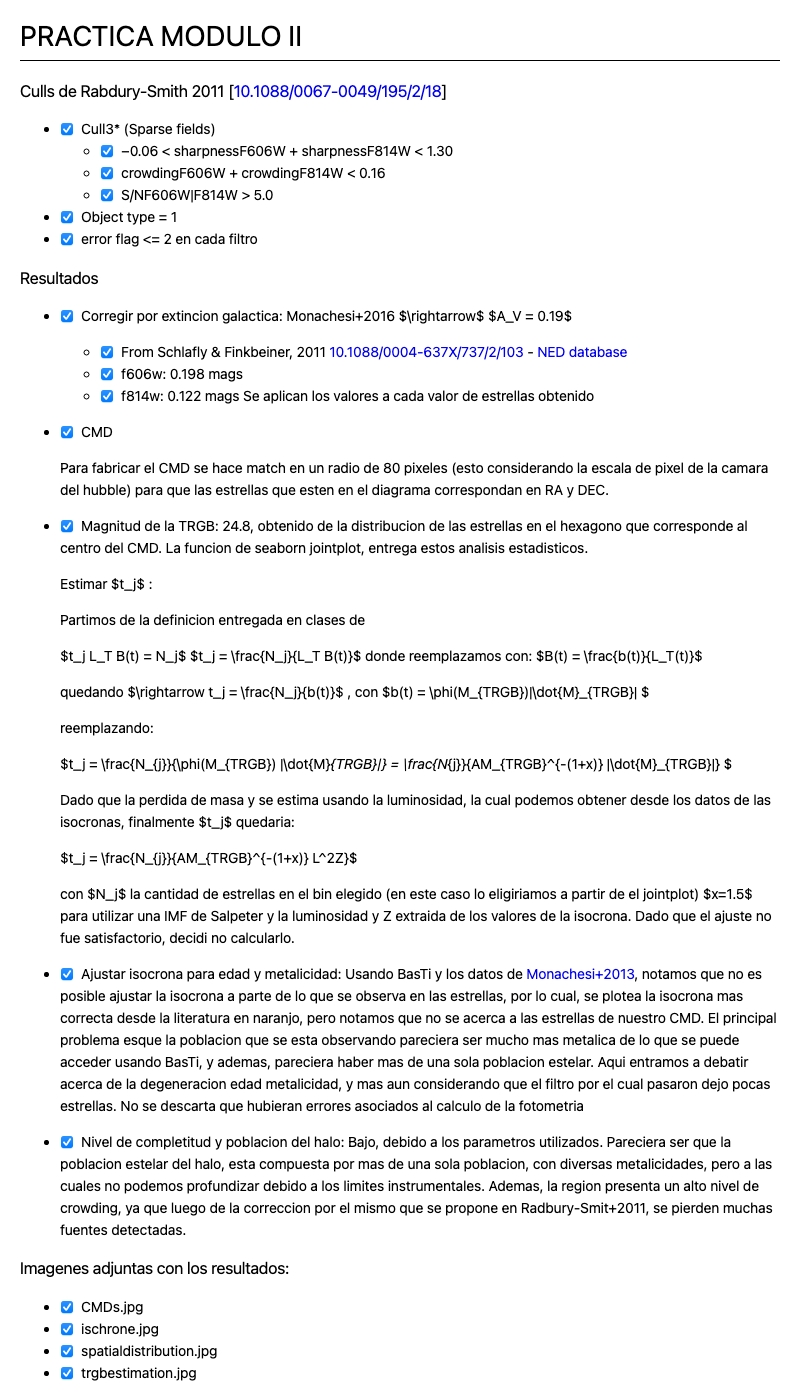 PRACTICA MODULO II
Culls de Rabdury-Smith 2011 [10.1088/0067-0049/195/2/18]
Cull3* (Sparse fields)
−0.06 < sharpnessF606W + sharpnessF814W < 1.30
crowdingF606W + crowdingF814W < 0.16
S/NF606W|F814W > 5.0
Object type = 1
error flag <= 2 en cada filtro
Resultados
Corregir por extincion galactica: Monachesi+2016 $\rightarrow$ $A_V = 0.19$
From Schlafly & Finkbeiner, 2011 10.1088/0004-637X/737/2/103 - NED database
f606w: 0.198 mags
f814w: 0.122 mags Se aplican los valores a cada valor de estrellas obtenido
CMD
Para fabricar el CMD se hace match en un radio de 80 pixeles (esto considerando la escala de pixel de la camara
del hubble) para que las estrellas que esten en el diagrama correspondan en RA y DEC.
Magnitud de la TRGB: 24.8, obtenido de la distribucion de las estrellas en el hexagono que corresponde al
centro del CMD. La funcion de seaborn jointplot, entrega estos analisis estadisticos.
Estimar $t_j$ :
Partimos de la definicion entregada en clases de
$t_j L_T B(t) = N_j$ $t_j = \frac{N_j}{L_T B(t)}$ donde reemplazamos con: $B(t) = \frac{b(t)}{L_T(t)}$
quedando $\rightarrow t_j = \frac{N_j}{b(t)}$ , con $b(t) = \phi(M_{TRGB})|\dot{M}_{TRGB}| $
reemplazando:
$t_j = \frac{N_{j}}{\phi(M_{TRGB}) |\dot{M}{TRGB}|} = \frac{N{j}}{AM_{TRGB}^{-(1+x)} |\dot{M}_{TRGB}|} $
Dado que la perdida de masa y se estima usando la luminosidad, la cual podemos obtener desde los datos de las
isocronas, finalmente $t_j$ quedaria:
$t_j = \frac{N_{j}}{AM_{TRGB}^{-(1+x)} L^2Z}$
con $N_j$ la cantidad de estrellas en el bin elegido (en este caso lo eligiriamos a partir de el jointplot) $x=1.5$
para utilizar una IMF de Salpeter y la luminosidad y Z extraida de los valores de la isocrona. Dado que el ajuste no
fue satisfactorio, decidi no calcularlo.
Ajustar isocrona para edad y metalicidad: Usando BasTi y los datos de Monachesi+2013, notamos que no es
posible ajustar la isocrona a parte de lo que se observa en las estrellas, por lo cual, se plotea la isocrona mas
correcta desde la literatura en naranjo, pero notamos que no se acerca a las estrellas de nuestro CMD. El principal
problema esque la poblacion que se esta observando pareciera ser mucho mas metalica de lo que se puede
acceder usando BasTi, y ademas, pareciera haber mas de una sola poblacion estelar. Aqui entramos a debatir
acerca de la degeneracion edad metalicidad, y mas aun considerando que el filtro por el cual pasaron dejo pocas
estrellas. No se descarta que hubieran errores asociados al calculo de la fotometria
Nivel de completitud y poblacion del halo: Bajo, debido a los parametros utilizados. Pareciera ser que la
poblacion estelar del halo, esta compuesta por mas de una sola poblacion, con diversas metalicidades, pero a las
cuales no podemos profundizar debido a los limites instrumentales. Ademas, la region presenta un alto nivel de
crowding, ya que luego de la correccion por el mismo que se propone en Radbury-Smit+2011, se pierden muchas
fuentes detectadas.
Imagenes adjuntas con los resultados:
CMDs.jpg
ischrone.jpg
spatialdistribution.jpg
trgbestimation.jpg